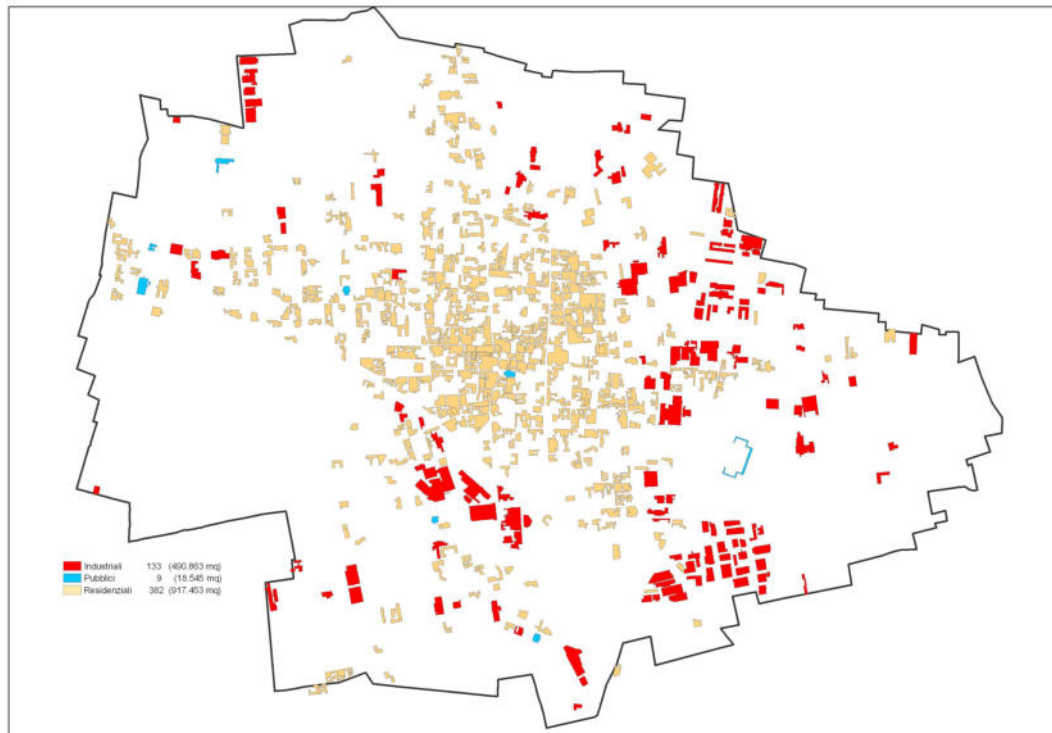 Industriali 133 (490.863 mq)
Pubblici 9 (18.545 mq)
Residenziali 382 (917.453 mq)